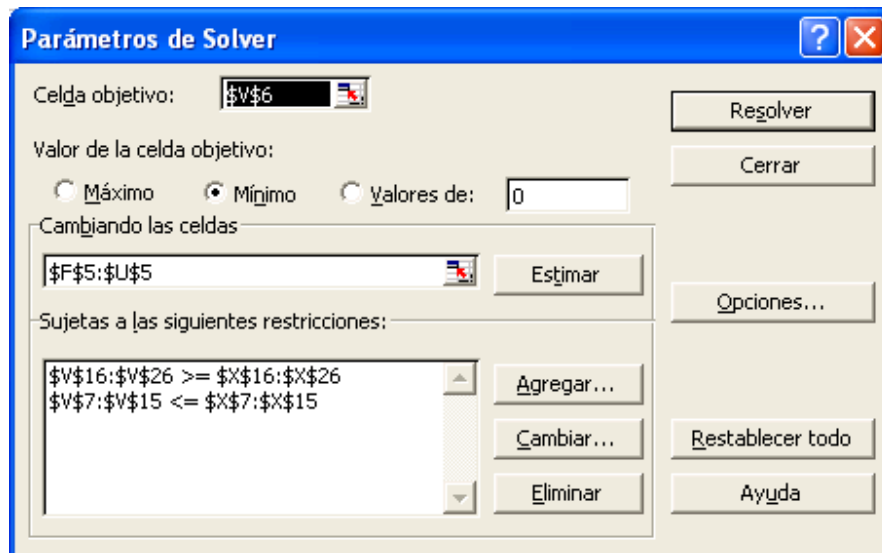 Parámetros de Solver
Celda objetivo: $V$6
Resolver
Valor de la celda objetivo:
Cerrar
Máximo Mínimo Valores de: 0
Cambiando las celdas
$F$5:$U$5 Estimar
Opciones...
Sujetas a las siguientes restricciones:
$V$16:$V$26 >= $X$16:$X$26
$V$7:$V$15 <= $X$7:$X$15
Agregar...
Cambiar...
Restablecer todo
Eliminar
Ayuda